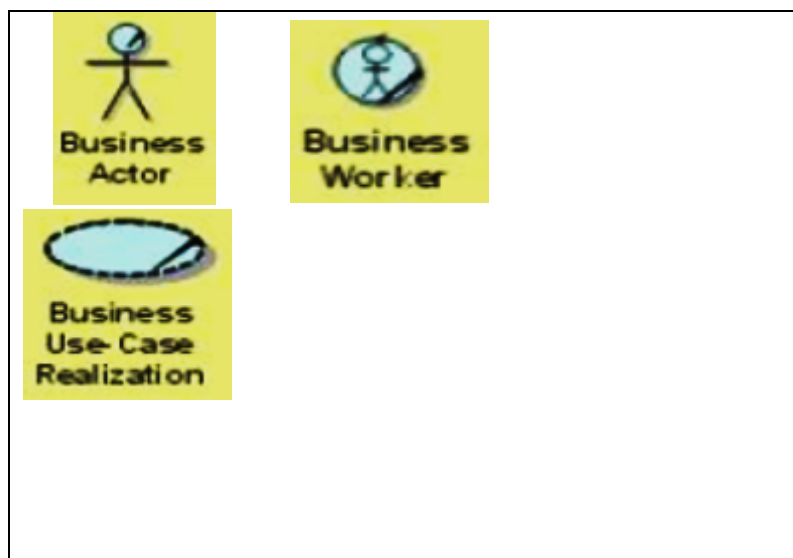 Business
Actor
Business
Worker
Business
Use-Case
Realization